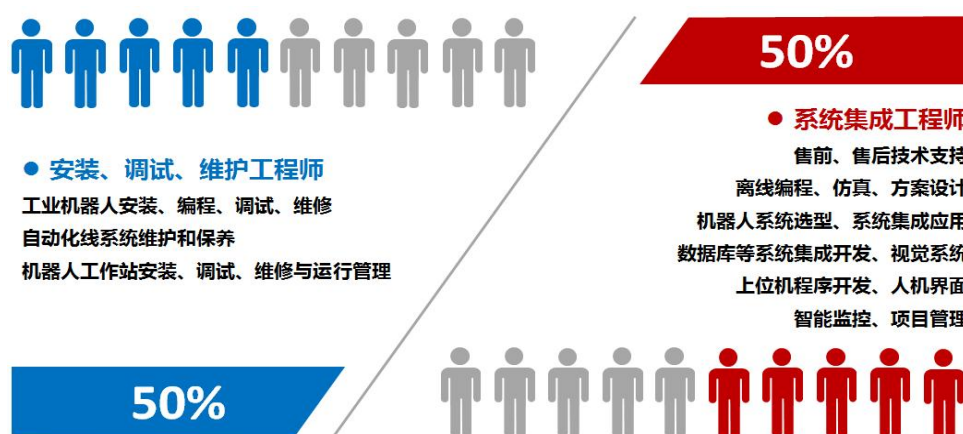 50%
● 系统集成工程师
售前、售后技术支持
离线编程、仿真、方案设计
机器人系统选型、系统集成应用
数据库等系统集成开发、视觉系统
上位机程序开发、人机界面
智能监控、项目管理
● 安装、调试、维护工程师
工业机器人安装、编程、调试、维修
自动化线系统维护和保养
机器人工作站安装、调试、维修与运行管理
50%